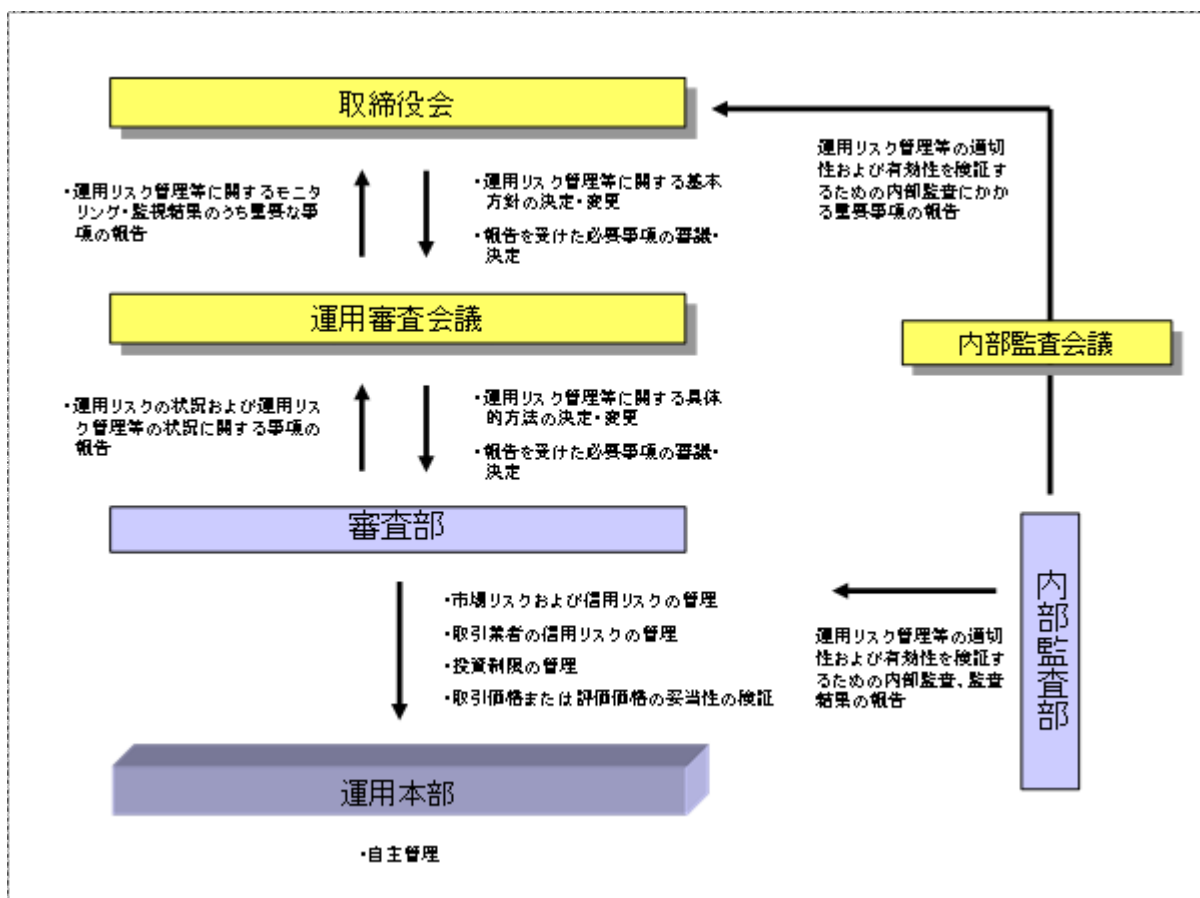 取締役会
・運用リスク管理等に関するモニ
タリング・監視結果のうち重要な事
項の報告
・運用リスク管理等に関する基本
方針の決定・変更
・報告を受けた必要事項の審議・
決定
運用リスク管理等の適切
性および有効性を検証す
るための内部監査にかか
る重要事項の報告
運用審査会議
内部監査会議
・運用リスクの状況および運用リス
ク管理等の状況に関する事項の
報告
・運用リスク管理等に関する具体
的方法の決定・変更
・報告を受けた必要事項の審議・
決定
審査部
・市場リスクおよび信用リスクの管理
・取引業者の信用リスクの管理
・投資制限の管理
・取引価格または評価価格の妥当性の検証
運用リスク管理等の適切
性および有効性を検証す
るための内部監査、監査
結果の報告
内部監査部
運用本部
・自主管理